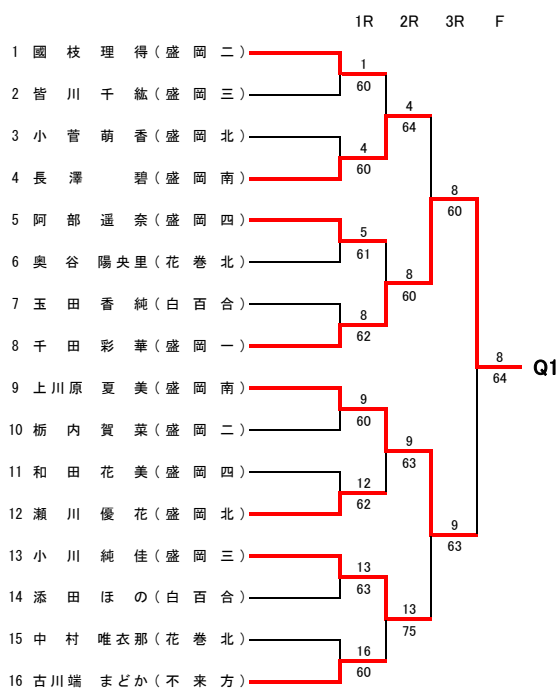 1R 2R 3R F
1 國枝理得(盛岡二)
1
60
2 皆川千紘(盛岡三)
4
64
3 小菅萌香(盛岡北)
4
60
4 長澤 碧(盛岡南)
8
60
5 阿部遥奈(盛岡四)
5
61
6 奥谷陽央里(花巻北)
8
60
7 玉田香純(白百合)
8
62
8 千田彩華(盛岡一)
8
64
Q1
9 上川原夏美(盛岡南)
9
60
10 栃内賀菜(盛岡二)
9
63
11 和田花美(盛岡四)
12
62
12 瀬川優花(盛岡北)
9
63
13 小川純佳(盛岡三)
13
63
14 添田ほの(白百合)
13
75
15 中村唯衣那(花巻北)
16
60
16 古川端まどか(不来方)